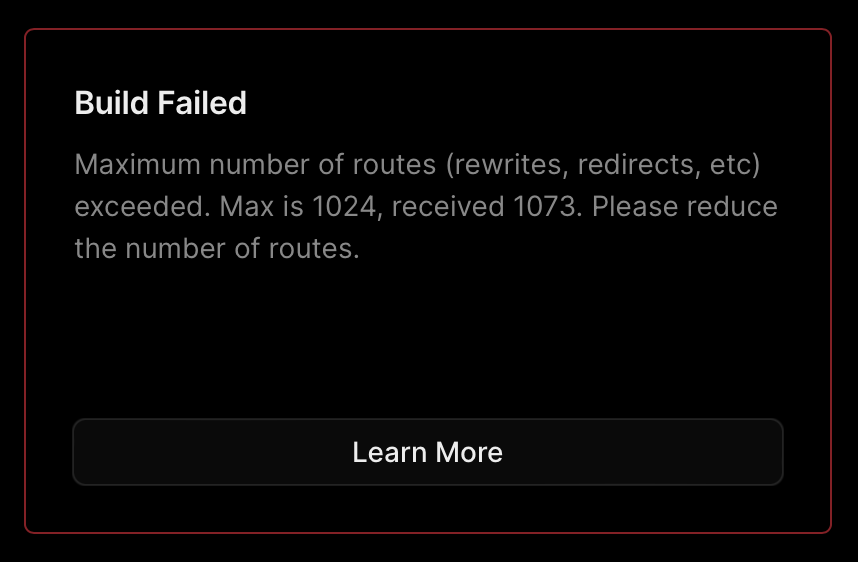 Build Failed
Maximum number of routes (rewrites, redirects, etc)
exceeded. Max is 1024, received 1073. Please reduce
the number of routes.
Learn More